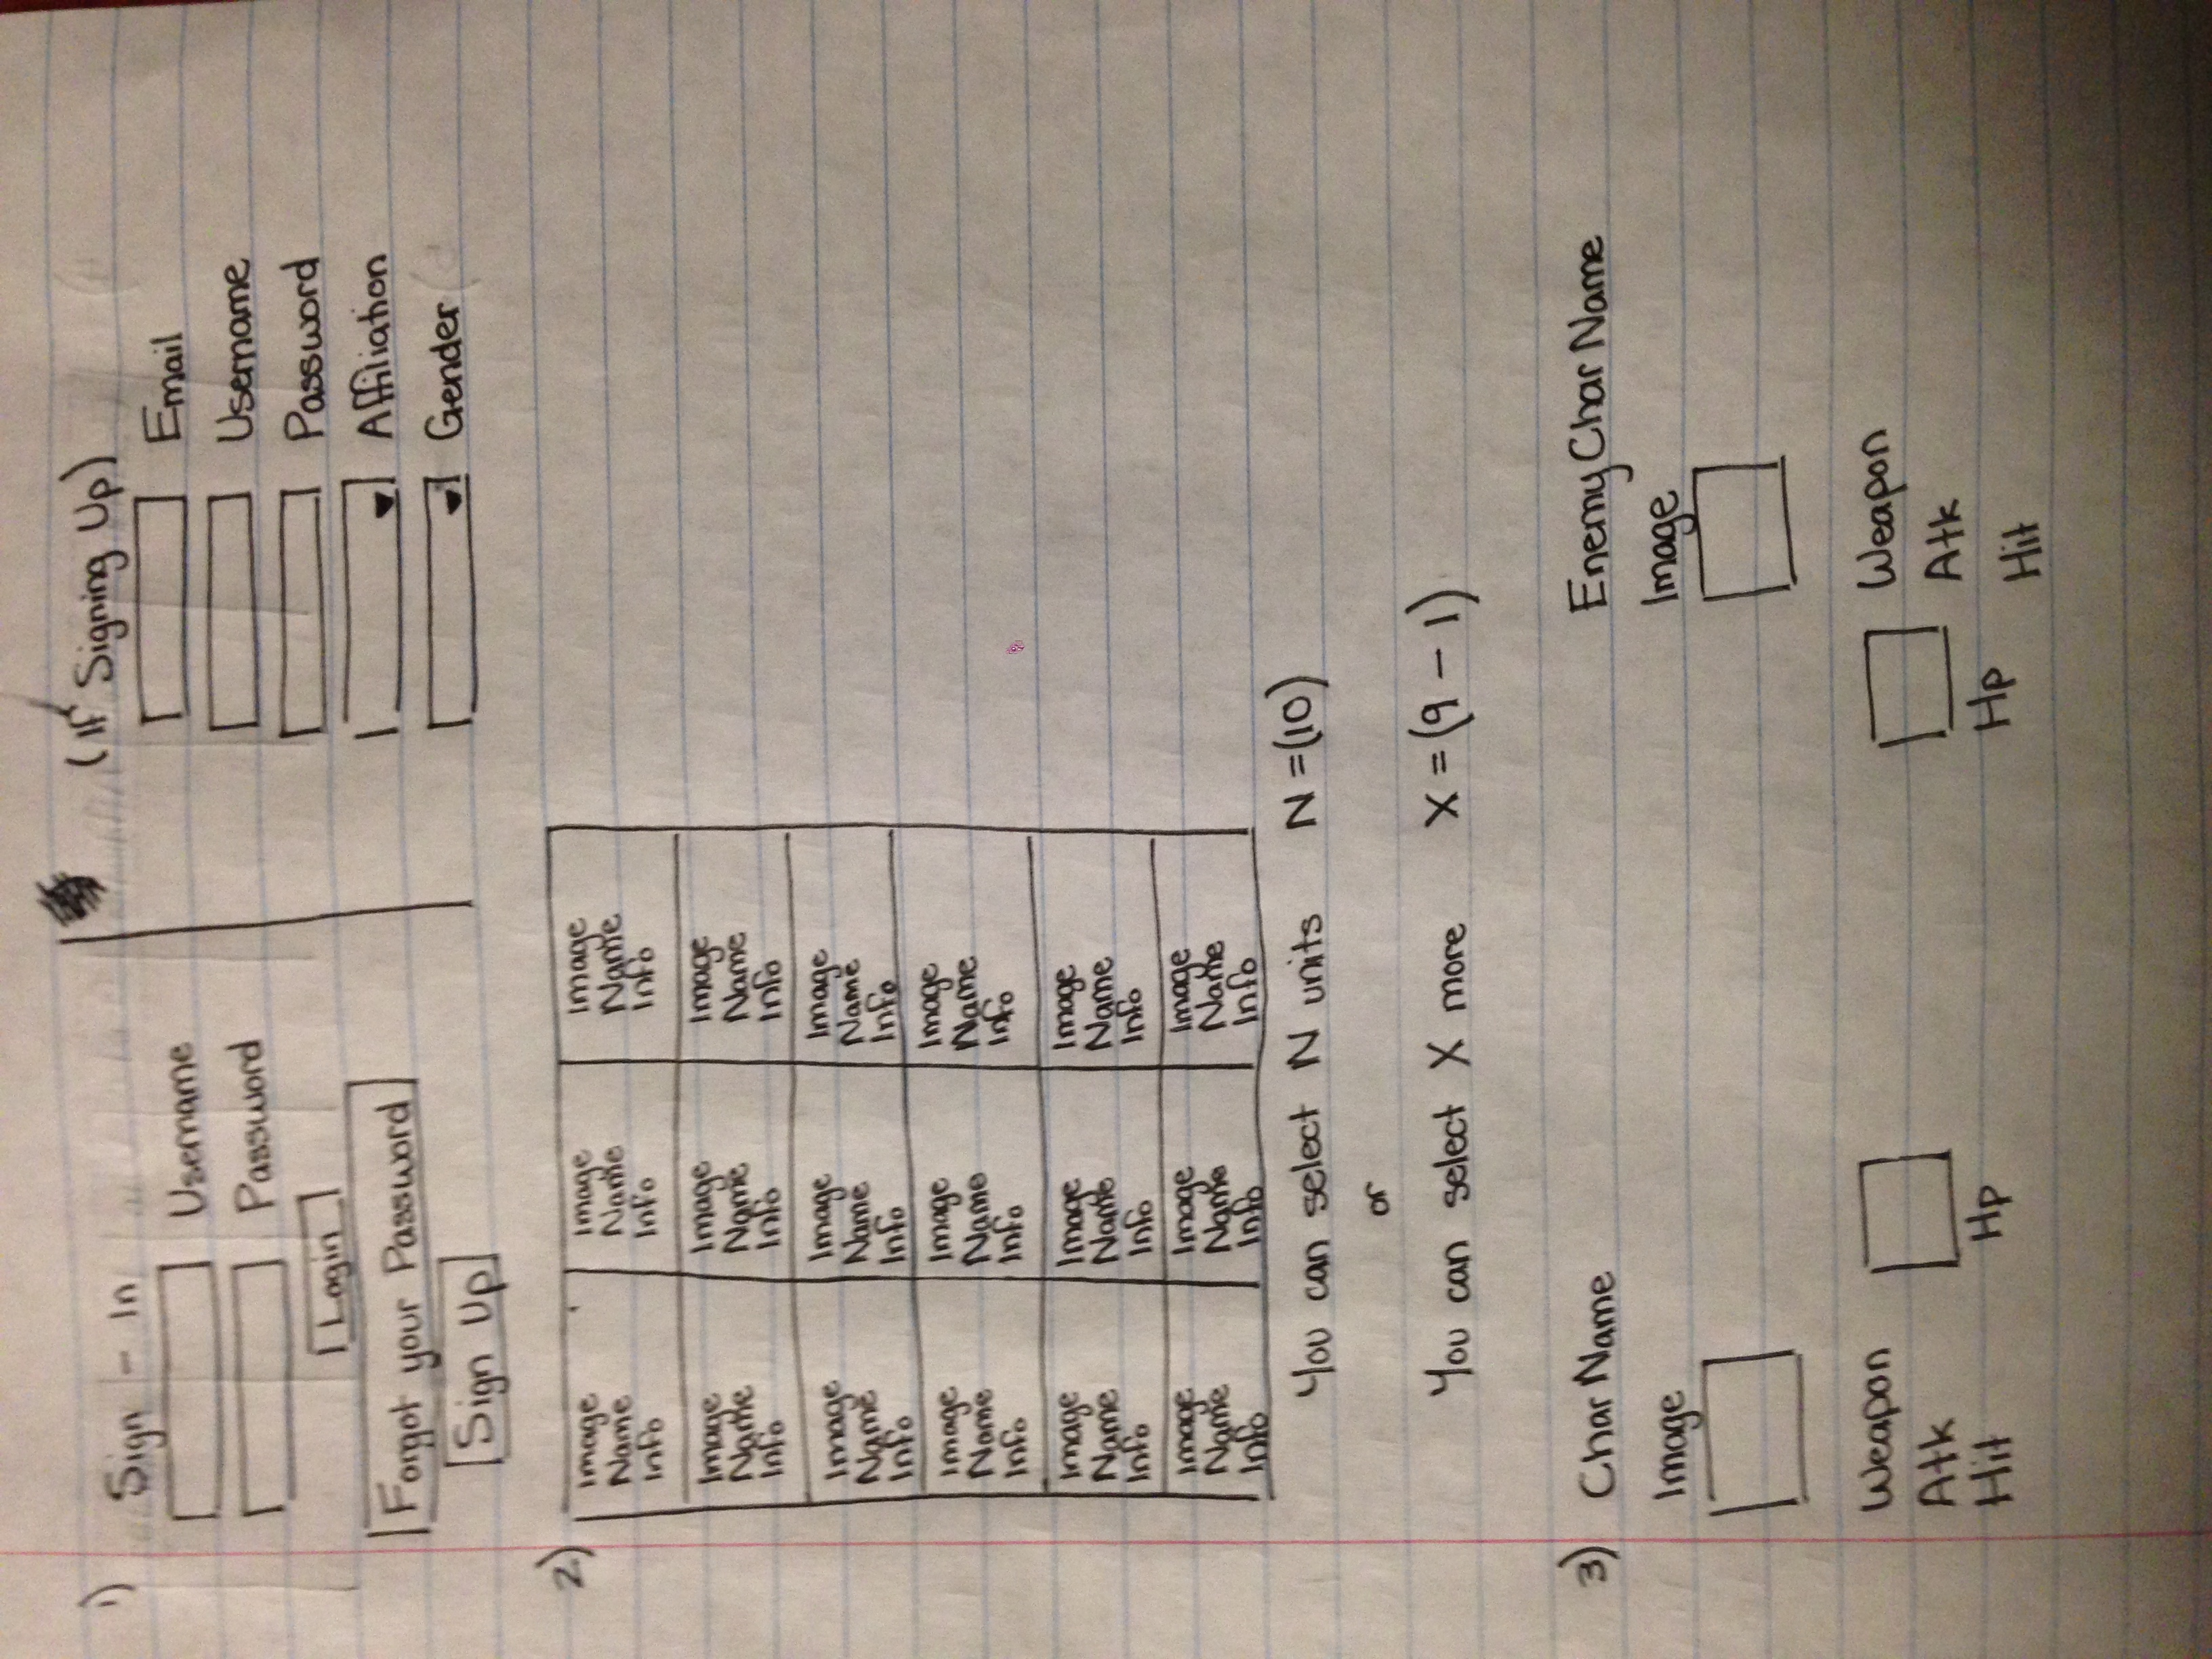 1)
Sign - In
Username
Password
Login
Forgot your Password
Sign Up
(If Signing Up)
Email
Username
Password
Affiliation
Gender
2)
Image Image Image
Name Name Name
Info Info Info
Image Image Image
Name Name Name
Info Info Info
Image Image Image
Name Name Name
Info Info Info
Image Image Image
Name Name Name
Info Info Info
Image Image Image
Name Name Name
Info Info Info
Image Image Image
Name Name Name
Info Info Info
You can select N units N = (10)
or
You can select X more X = (9 - 1)
3) Char Name Enemy Char Name
Image Image
Weapon Weapon
Atk Atk
Hit Hp Hp
Hit